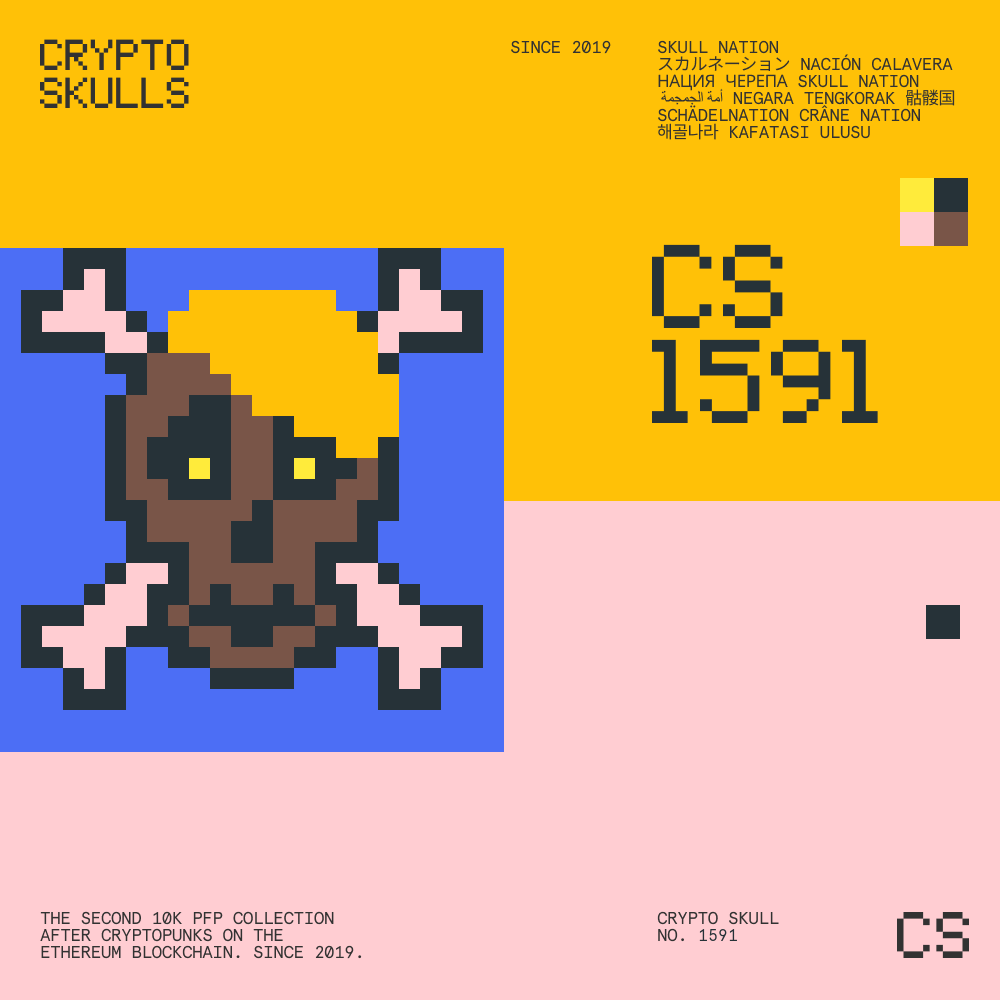 CRYPTO
SKULLS
SINCE 2019
SKULL NATION
スカルネーション NACIÓN CALAVERA
НАЦИЯ ЧЕРЕПА SKULL NATION
أمة الجمجمة NEGARA TENGKORAK 骷髅国
SCHÄDELNATION CRÂNE NATION
해골나라 KAFATASI ULUSU
CS
1591
THE SECOND 10K PFP COLLECTION
AFTER CRYPTOPUNKS ON THE
ETHEREUM BLOCKCHAIN. SINCE 2019.
CRYPTO SKULL
NO. 1591
CS